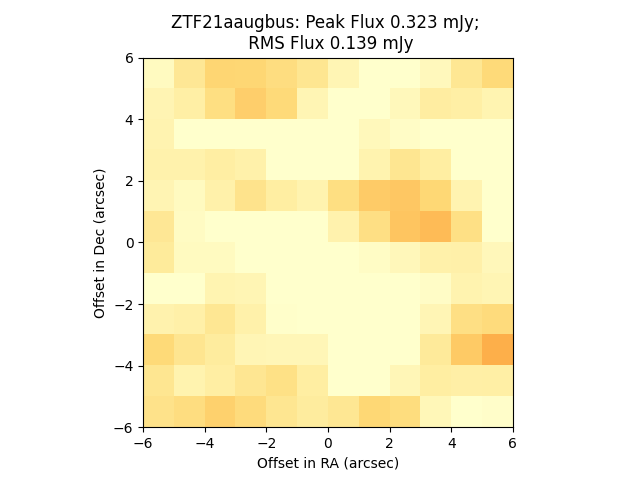 ZTF21aaugbus: Peak Flux 0.323 mJy;
RMS Flux 0.139 mJy
6
4
2
0
−2
−4
−6
Offset in Dec (arcsec)
−6 −4 −2 0 2 4 6
Offset in RA (arcsec)